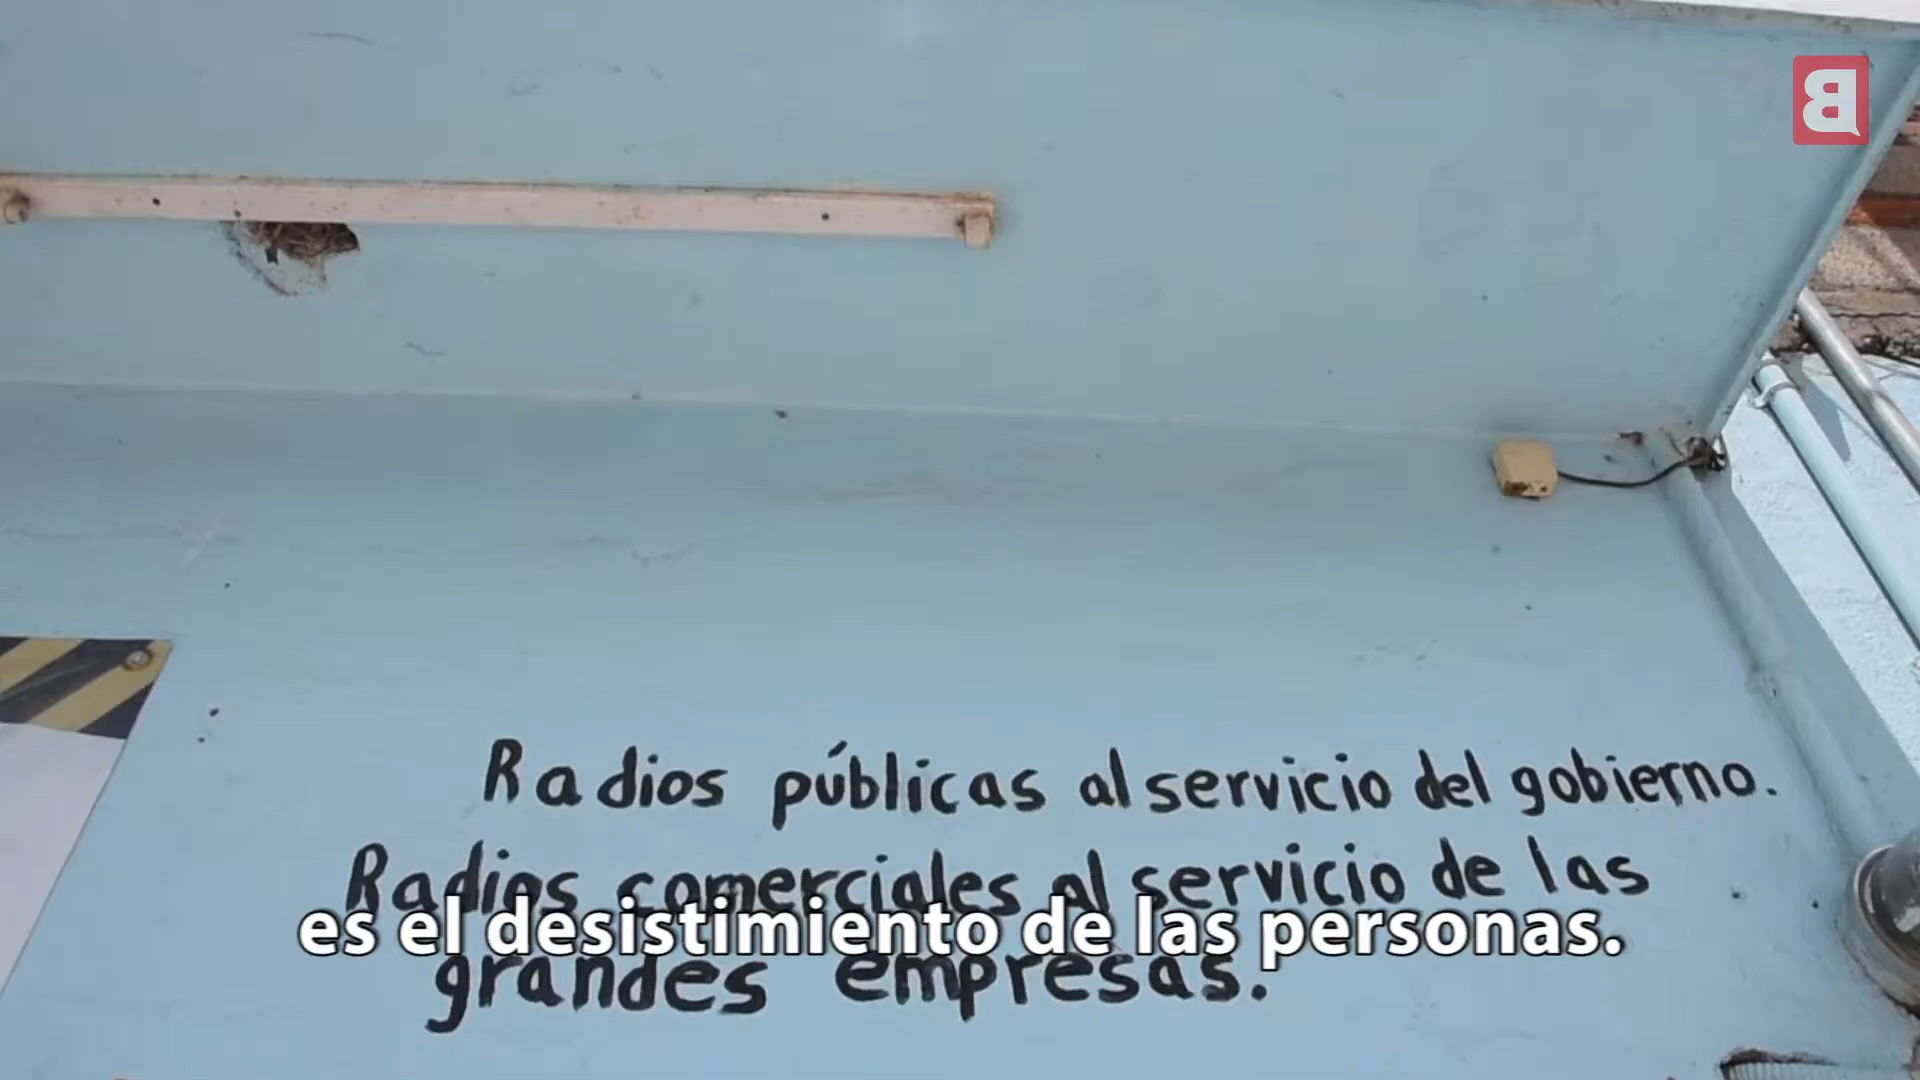 Radios públicas al servicio del gobierno.
Radios comerciales al servicio de las
grandes empresas.
es el desistimiento de las personas.